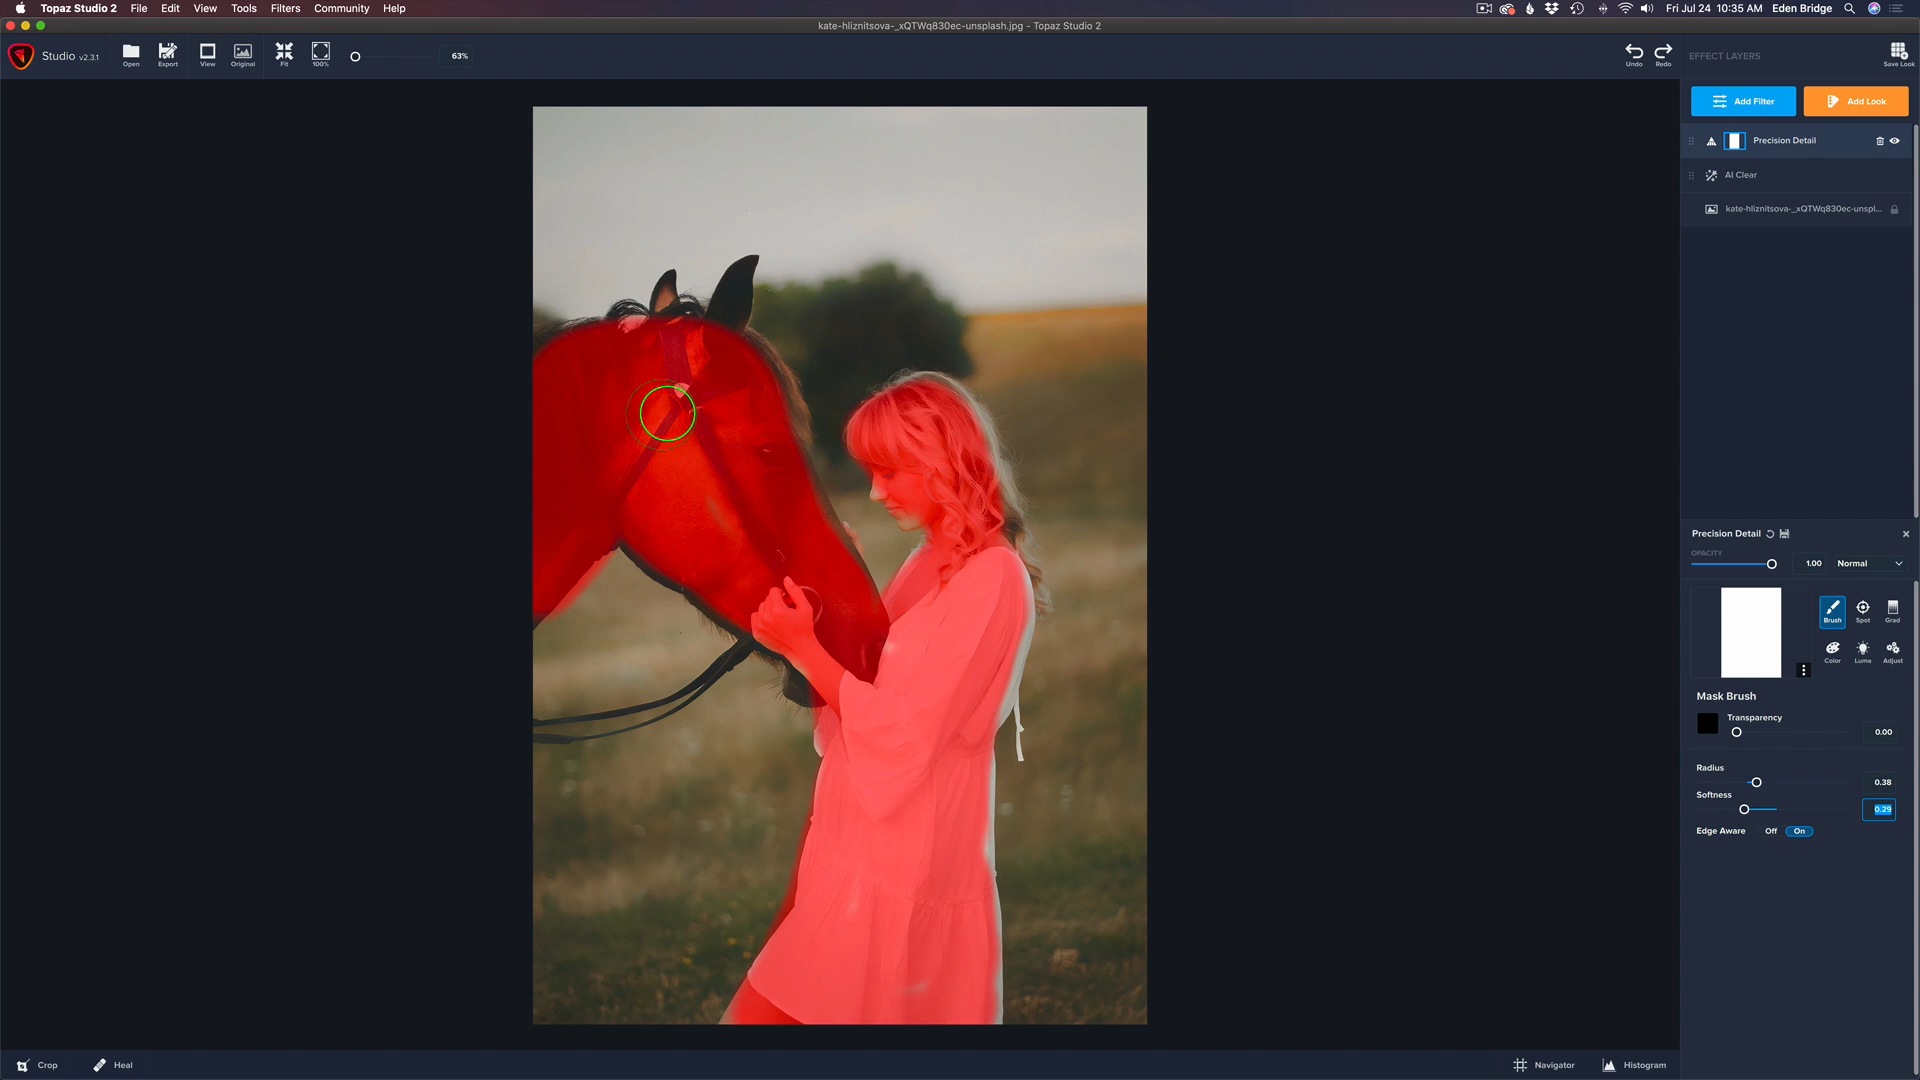 Topaz Studio 2 File Edit View Tools Filters Community Help Fri Jul 24 10:35 AM Eden Bridge
kate-hliznitsova-_xQTWq830ec-unsplash.jpg - Topaz Studio 2
Studio v2.3.1
Open Export View Original Fit 100% 63% Undo Redo
EFFECT LAYERS
Save Look
Add Filter Add Look
Precision Detail
AI Clear
kate-hliznitsova-_xQTWq830ec-unspl...
Precision Detail
OPACITY
1.00 Normal
Brush Spot Grad
Color Luma Adjust
Mask Brush
Transparency
0.00
Radius
0.38
Softness
0.29
Edge Aware Off On
Crop Heal Navigator Histogram